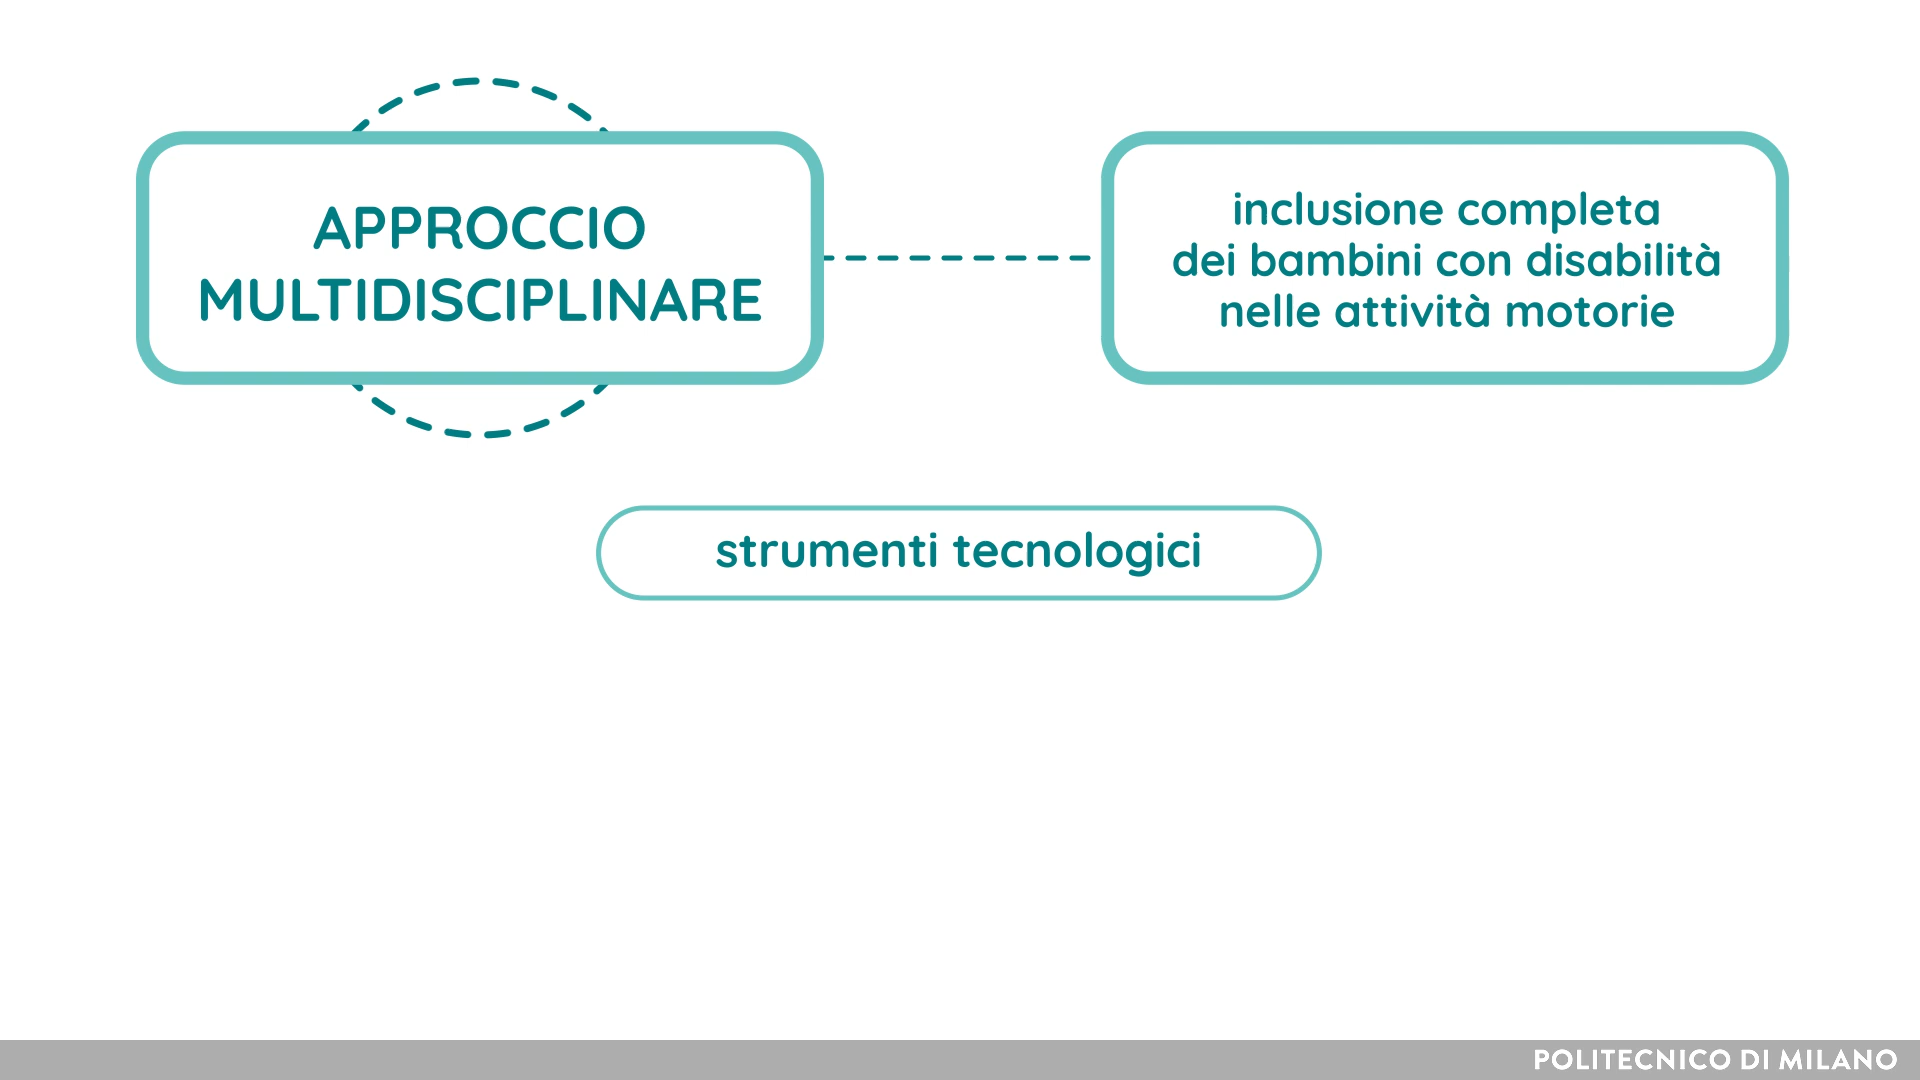 APPROCCIO
MULTIDISCIPLINARE
inclusione completa
dei bambini con disabilità
nelle attività motorie
strumenti tecnologici
POLITECNICO DI MILANO